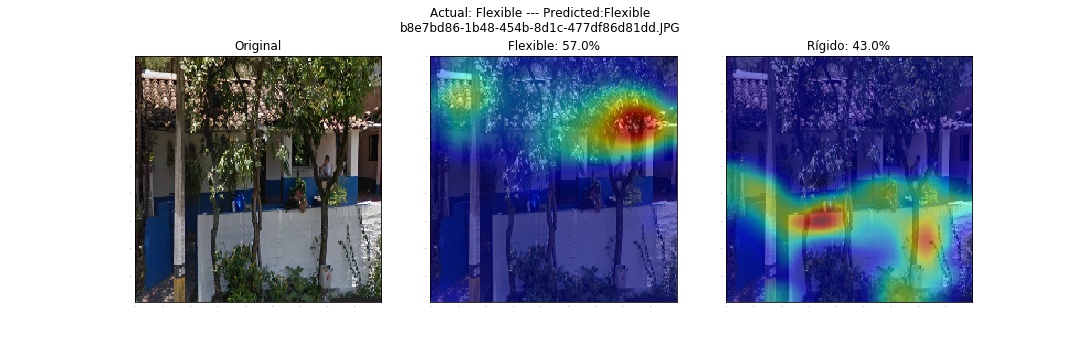 Actual: Flexible --- Predicted:Flexible
b8e7bd86-1b48-454b-8d1c-477df86d81dd.JPG
Original
Flexible: 57.0%
Rígido: 43.0%